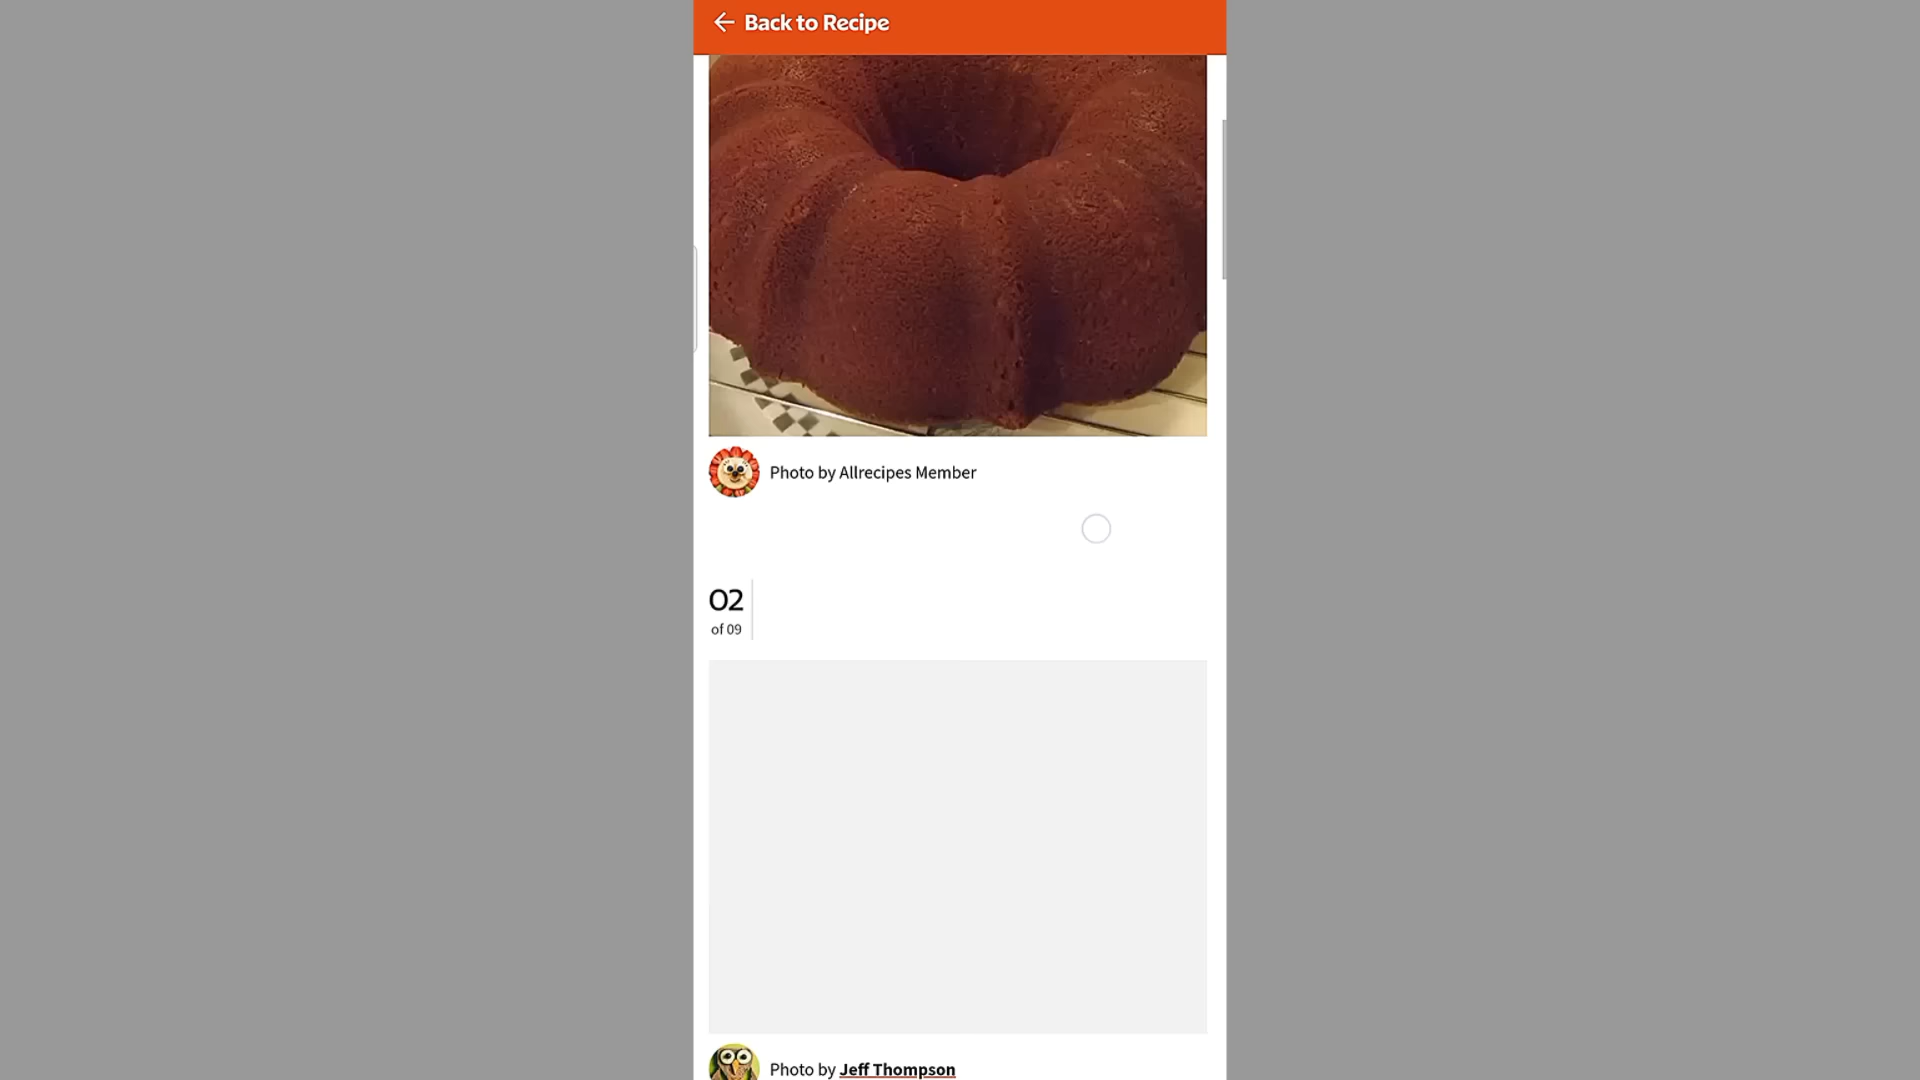 Back to Recipe
Photo by Allrecipes Member
02
of 09
Photo by Jeff Thompson